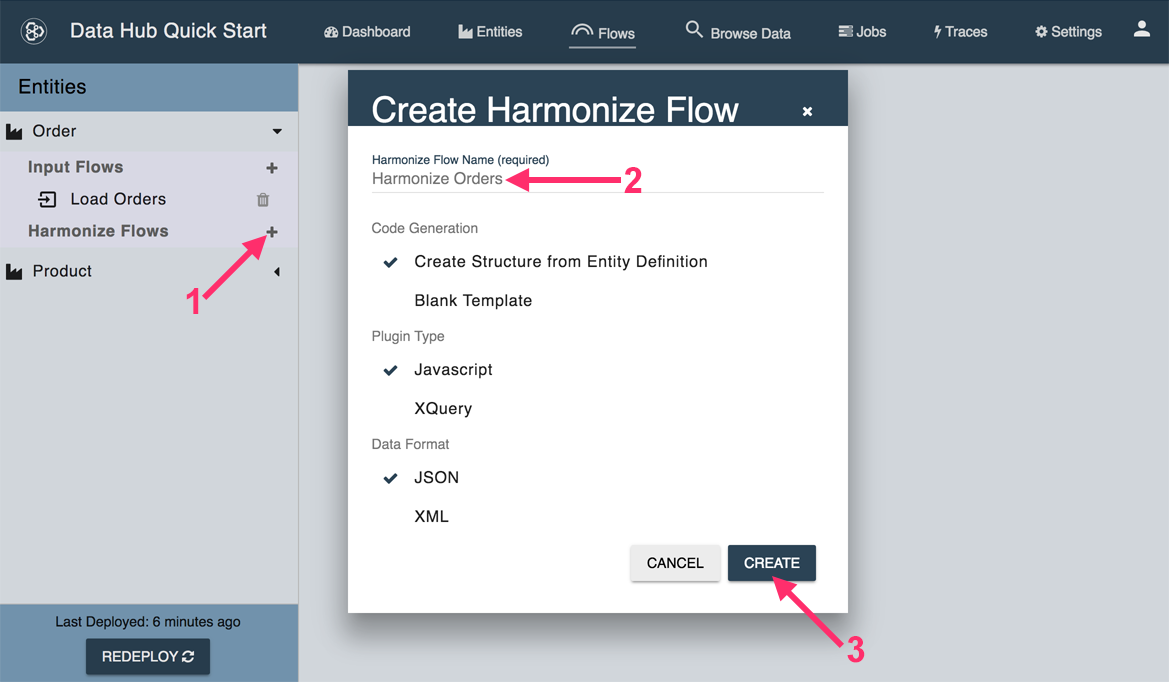 Data Hub Quick Start
Dashboard
Entities
Flows
Browse Data
Jobs
Traces
Settings
Entities
Order
Input Flows
Load Orders
Harmonize Flows
1
Product
Last Deployed: 6 minutes ago
REDEPLOY
Create Harmonize Flow
Harmonize Flow Name (required)
Harmonize Orders
2
Code Generation
Create Structure from Entity Definition
Blank Template
Plugin Type
Javascript
XQuery
Data Format
JSON
XML
CANCEL
CREATE
3